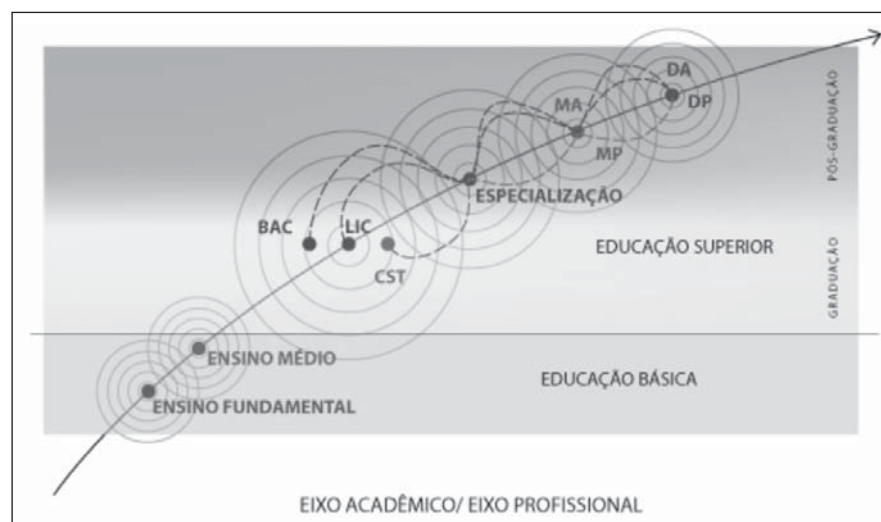 DA
DP
MA
MP
PÓS-GRADUAÇÃO
ESPECIALIZAÇÃO
BAC
LIC
CST
EDUCAÇÃO SUPERIOR
GRADUAÇÃO
ENSINO MÉDIO
EDUCAÇÃO BÁSICA
ENSINO FUNDAMENTAL
EIXO ACADÊMICO/ EIXO PROFISSIONAL